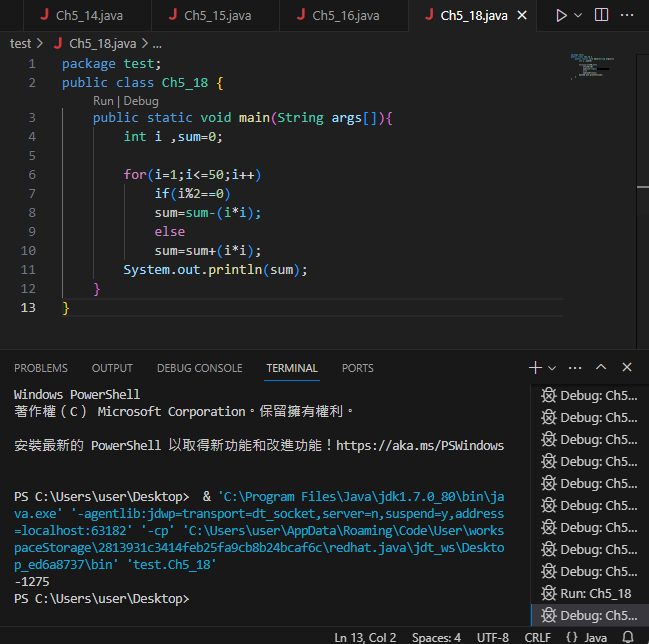 Ch5_14.java
Ch5_15.java
Ch5_16.java
Ch5_18.java
test > Ch5_18.java > ...
1 package test;
2 public class Ch5_18 {
Run | Debug
3 public static void main(String args[]){
4 int i ,sum=0;
5
6 for(i=1;i<=50;i++)
7 if(i%2==0)
8 sum=sum-(i*i);
9 else
10 sum=sum+(i*i);
11 System.out.println(sum);
12 }
13 }
PROBLEMS OUTPUT DEBUG CONSOLE TERMINAL PORTS
Windows PowerShell
著作權（C） Microsoft Corporation。保留擁有權利。
安裝最新的 PowerShell 以取得新功能和改進功能！https://aka.ms/PSWindows
PS C:\Users\user\Desktop>  & 'C:\Program Files\Java\jdk1.7.0_80\bin\ja
va.exe' '-agentlib:jdwp=transport=dt_socket,server=n,suspend=y,address
=localhost:63182' '-cp' 'C:\Users\user\AppData\Roaming\Code\User\works
paceStorage\2813931c3414feb25fa9cb8b24bcaf6c\redhat.java\jdt_ws\Deskto
p_ed6a8737\bin' 'test.Ch5_18'
-1275
PS C:\Users\user\Desktop>
Debug: Ch5...
Debug: Ch5...
Debug: Ch5...
Debug: Ch5...
Debug: Ch5...
Debug: Ch5...
Debug: Ch5...
Debug: Ch5...
Debug: Ch5...
Run: Ch5_18
Debug: Ch5...
Ln 13, Col 2 Spaces: 4 UTF-8 CRLF {} Java